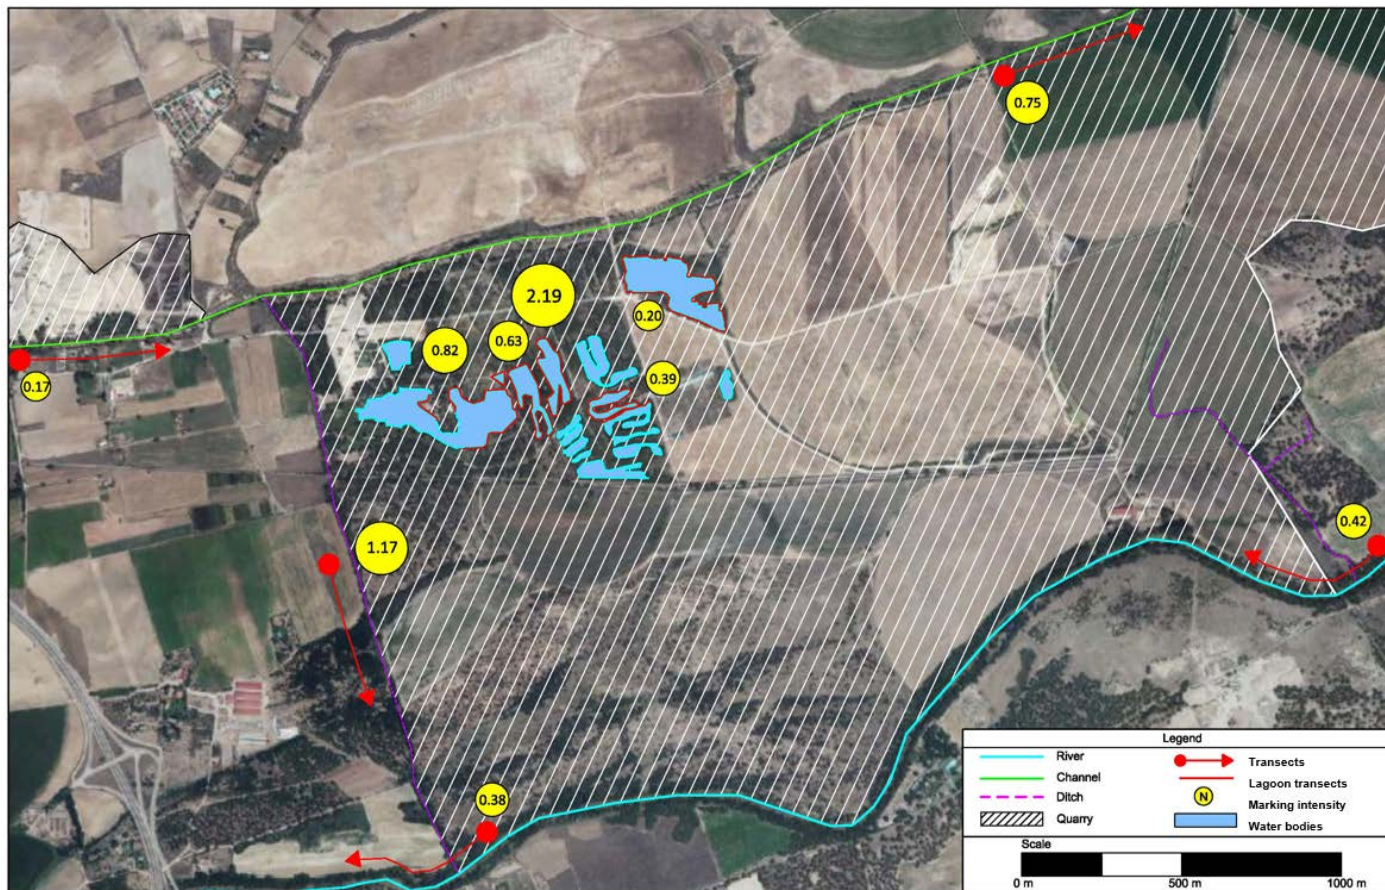 0.75
2.19
0.20
0.63
0.82
0.39
0.17
0.42
1.17
0.38
Legend
River
Transects
Channel
Lagoon transects
Ditch
N
Marking intensity
Quarry
Water bodies
Scale
0 m
500 m
1000 m